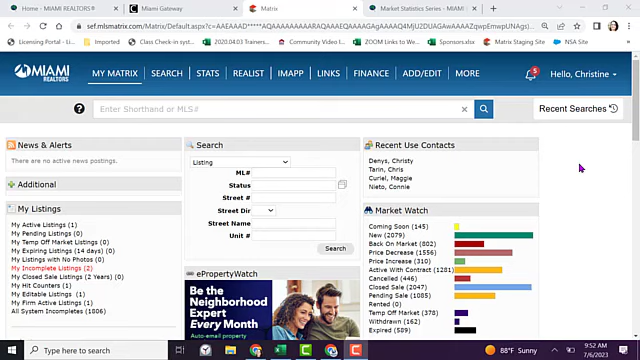 Home - MIAMI REALTORS®
Miami Gateway
Matrix
Market Statistics Series - MIAM
Licensing Portal - Lic
Imported
Class Check-in syst
2020.04.03 Trainers
Community Video I
ZOOM Links to We
Sponsors.xlsx
Matrix Staging Site
NSA Site
MIAMI
REALTORS
MY MATRIX SEARCH STATS REALIST IMAPP LINKS FINANCE ADD/EDIT MORE
5
Hello, Christine
?
Enter Shorthand or MLS#
Recent Searches
News & Alerts
There are no active news postings.
Additional
My Listings
My Active Listings (1)
My Pending Listings (0)
My Temp Off Market Listings (0)
My Expiring Listings (14 days) (0)
My Listings with No Photos (0)
My Incomplete Listings (2)
My Closed Sale Listings (2 Years) (0)
My Hit Counters (1)
My Editable Listings (1)
My Firm Active Listings (1)
All System Incompletes (1806)
Search
Listing
ML#
Status
Street #
Street Dir
Street Name
Unit #
Search
ePropertyWatch
Be the
Neighborhood
Expert
Every Month
Recent Use Contacts
Denys, Christy
Tarin, Chris
Curiel, Maggie
Nieto, Connie
Market Watch
Coming Soon (145)
New (2079)
Back On Market (802)
Price Decrease (1556)
Price Increase (310)
Active With Contract (1281)
Cancelled (446)
Closed Sale (2047)
Pending Sale (1085)
Rented (0)
Temp Off Market (378)
Withdrawn (162)
Expired (589)
Type here to search
88°F Sunny
9:52 AM
7/6/2023